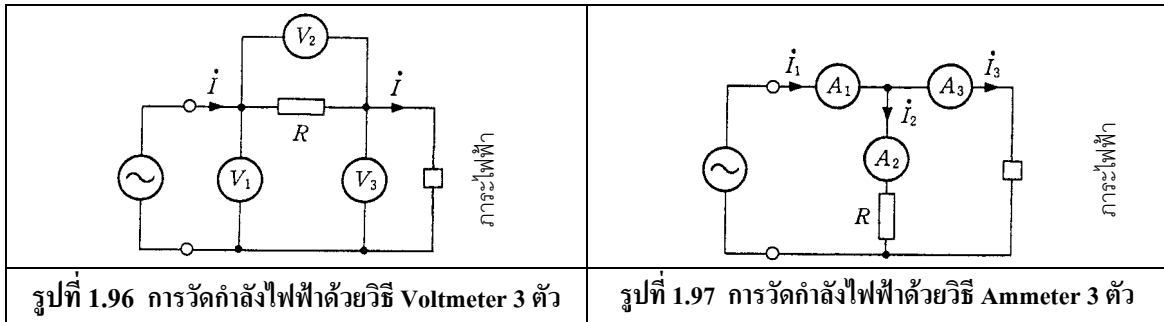 V₂
İ
İ
R
V₁
V₃
ภาระไฟฟ้า
รูปที่ 1.96 การวัดกำลังไฟฟ้าด้วยวิธี Voltmeter 3 ตัว
İ₁
A₁
A₃
İ₃
İ₂
A₂
R
ภาระไฟฟ้า
รูปที่ 1.97 การวัดกำลังไฟฟ้าด้วยวิธี Ammeter 3 ตัว